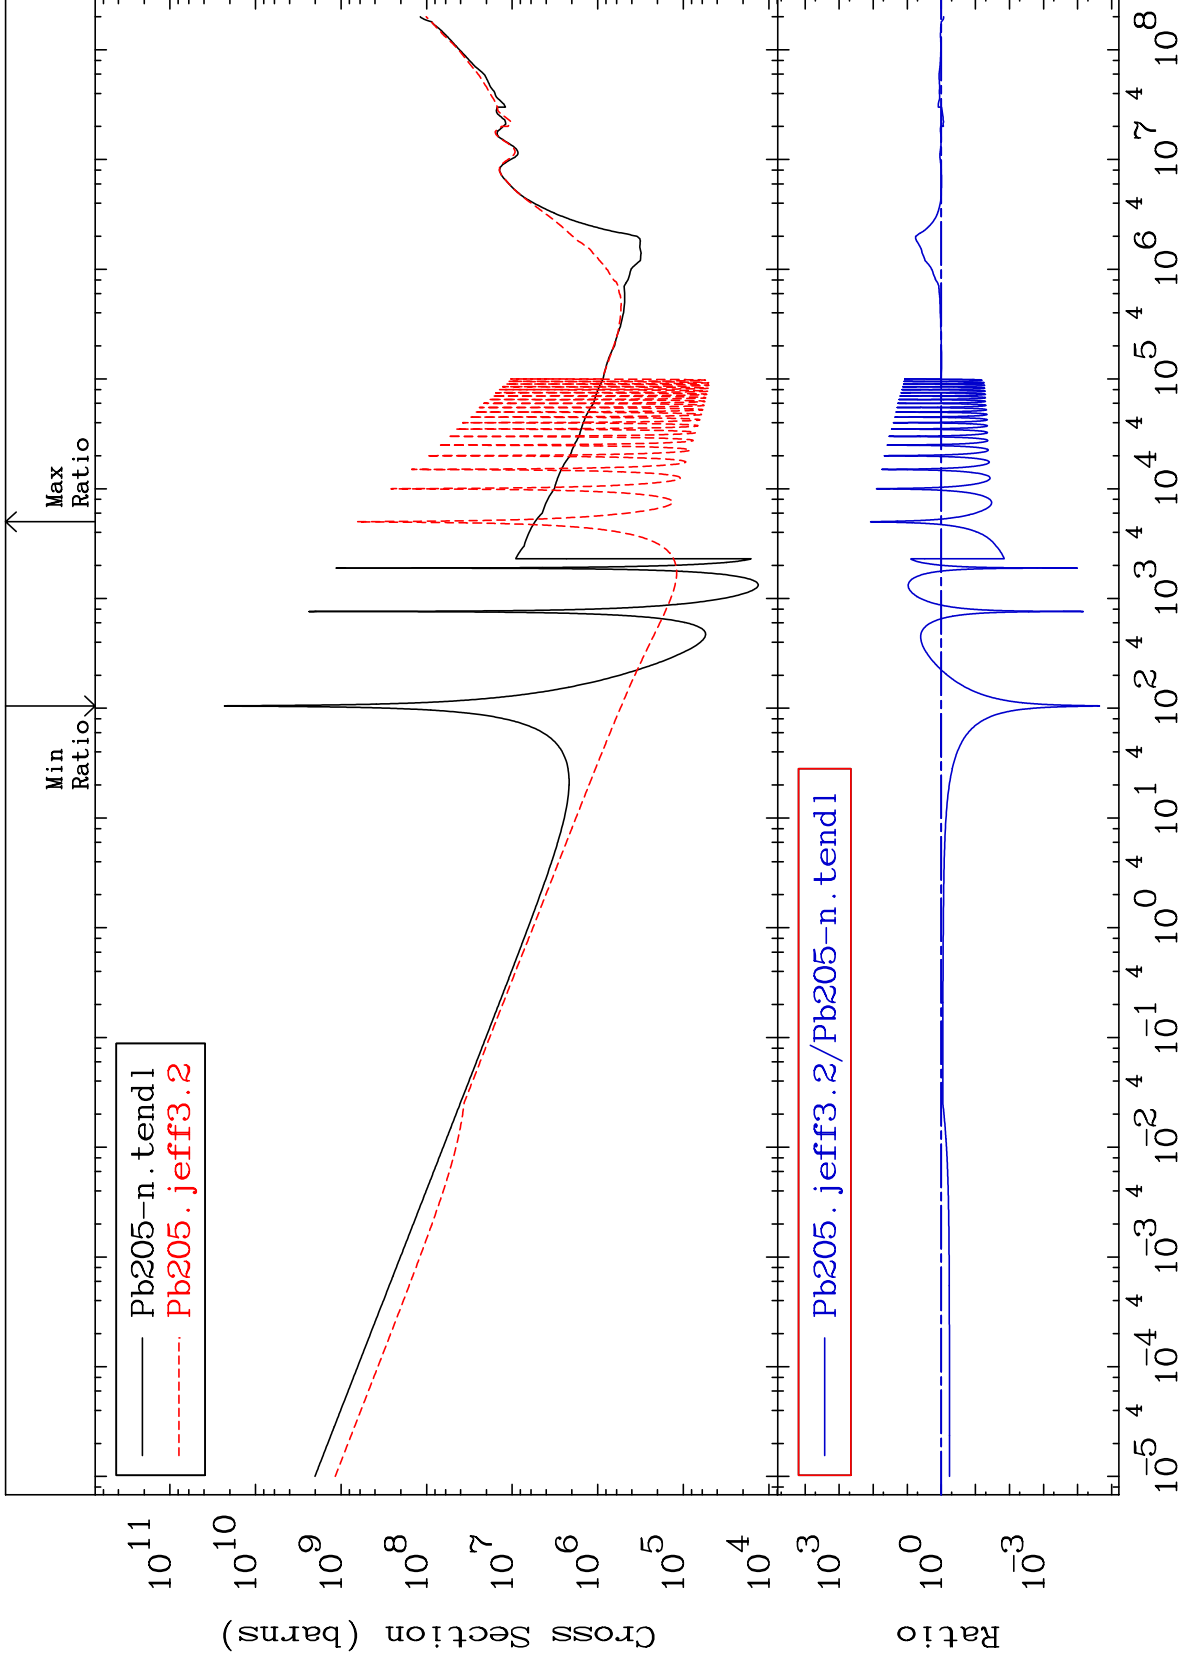 Min
Ratio
Max
Ratio
Pb205-n.tendl
Pb205.jeff3.2
10^11
10^10
10^9
10^8
10^7
10^6
10^5
10^4
Cross Section (barns)
Pb205.jeff3.2/Pb205-n.tendl
10^3
10^0
10^-3
Ratio
10^-5 4 10^-4 4 10^-3 4 10^-2 4 10^-1 4 10^0 4 10^1 4 10^2 4 10^3 4 10^4 4 10^5 4 10^6 4 10^7 4 10^8